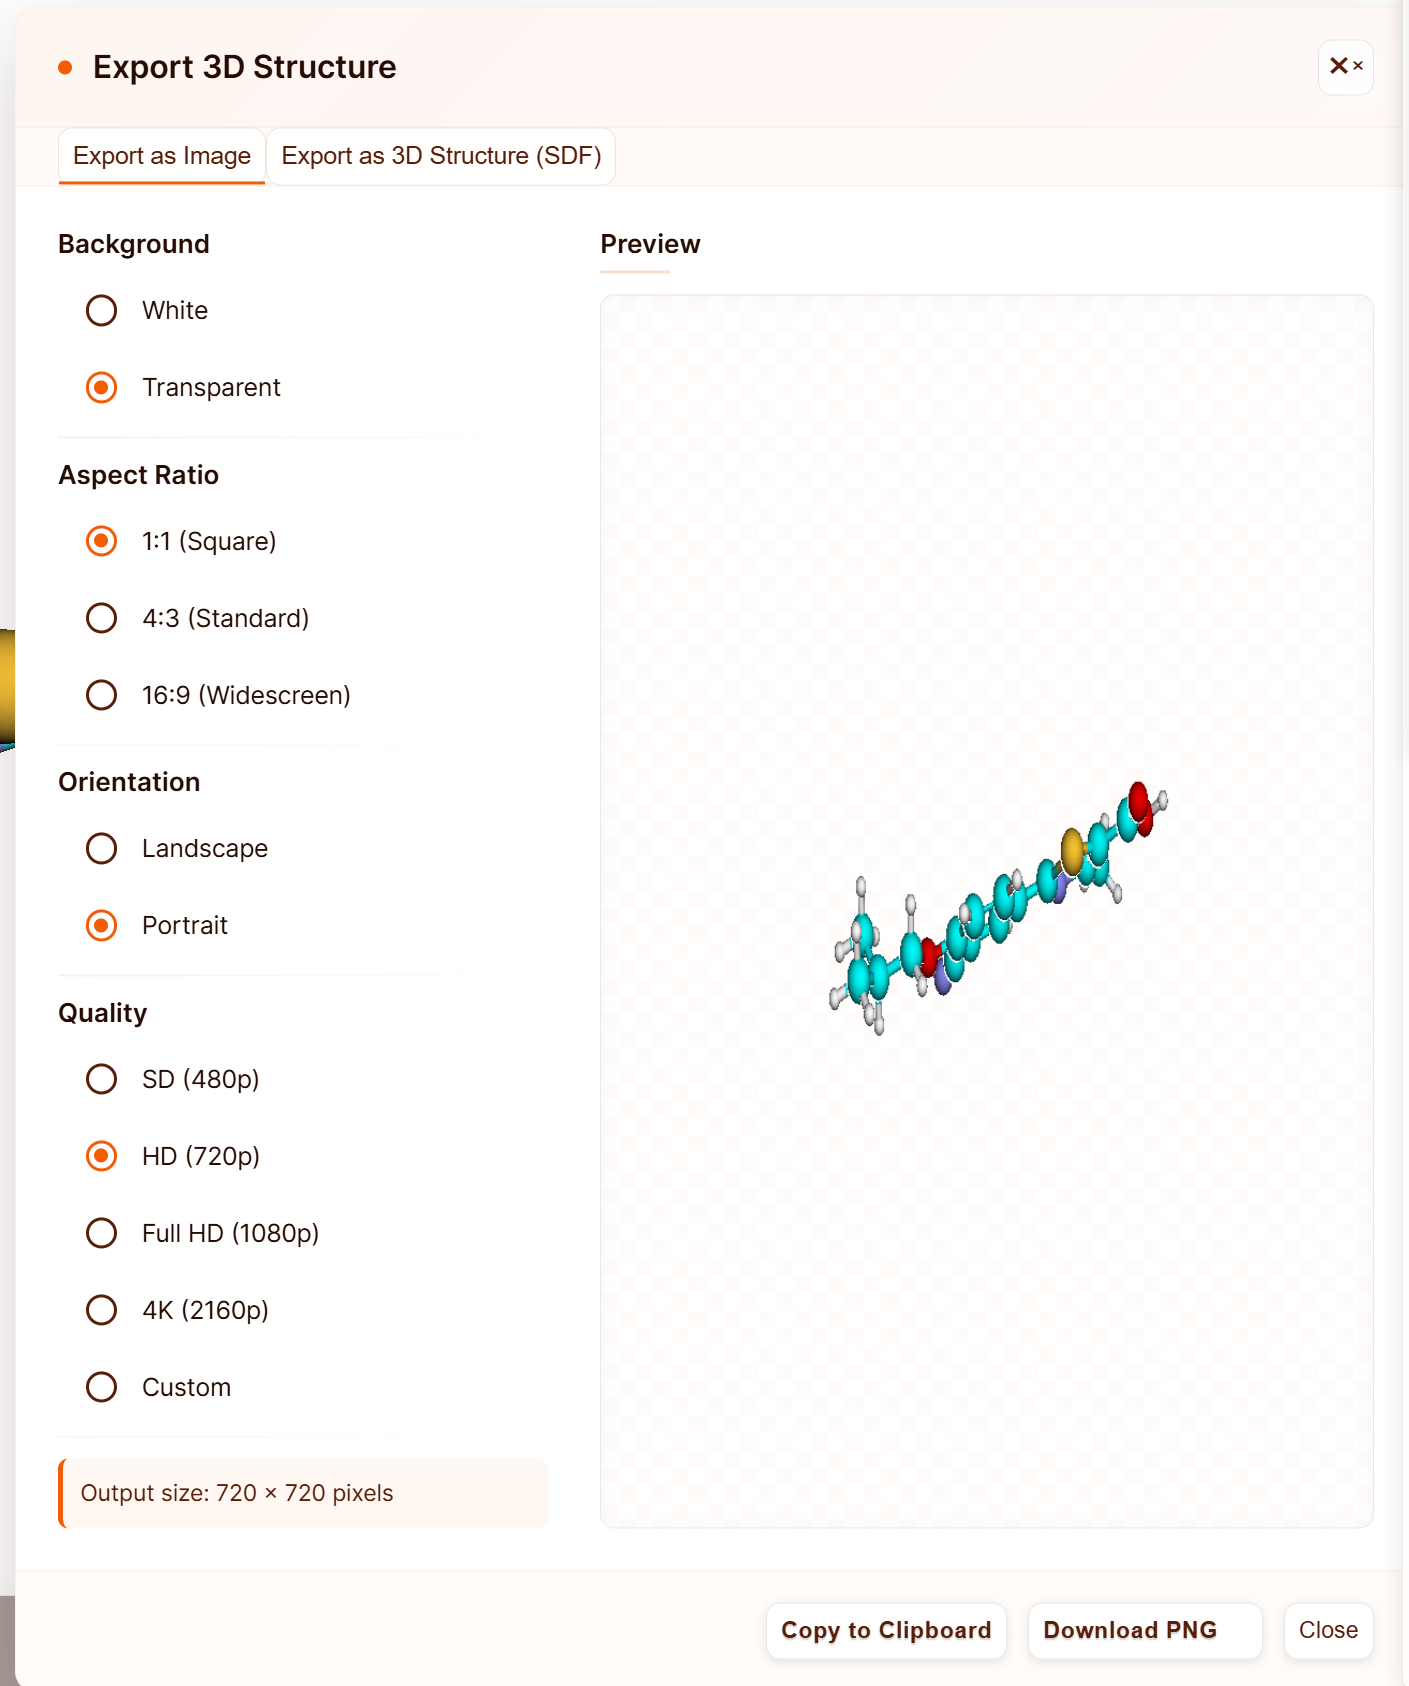 Export 3D Structure
Export as Image
Export as 3D Structure (SDF)
Background
White
Transparent
Aspect Ratio
1:1 (Square)
4:3 (Standard)
16:9 (Widescreen)
Orientation
Landscape
Portrait
Quality
SD (480p)
HD (720p)
Full HD (1080p)
4K (2160p)
Custom
Output size: 720 × 720 pixels
Preview
Copy to Clipboard
Download PNG
Close